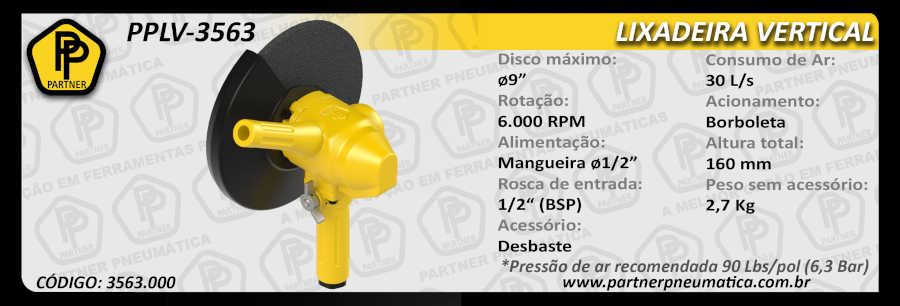 PP
PARTNER
PPLV-3563
LIXADEIRA VERTICAL
Disco máximo:
ø9”
Rotação:
6.000 RPM
Alimentação:
Mangueira ø1/2”
Rosca de entrada:
1/2“ (BSP)
Acessório:
Desbaste
Consumo de Ar:
30 L/s
Acionamento:
Borboleta
Altura total:
160 mm
Peso sem acessório:
2,7 Kg
*Pressão de ar recomendada 90 Lbs/pol (6,3 Bar)
www.partnerpneumatica.com.br
CÓDIGO: 3563.000